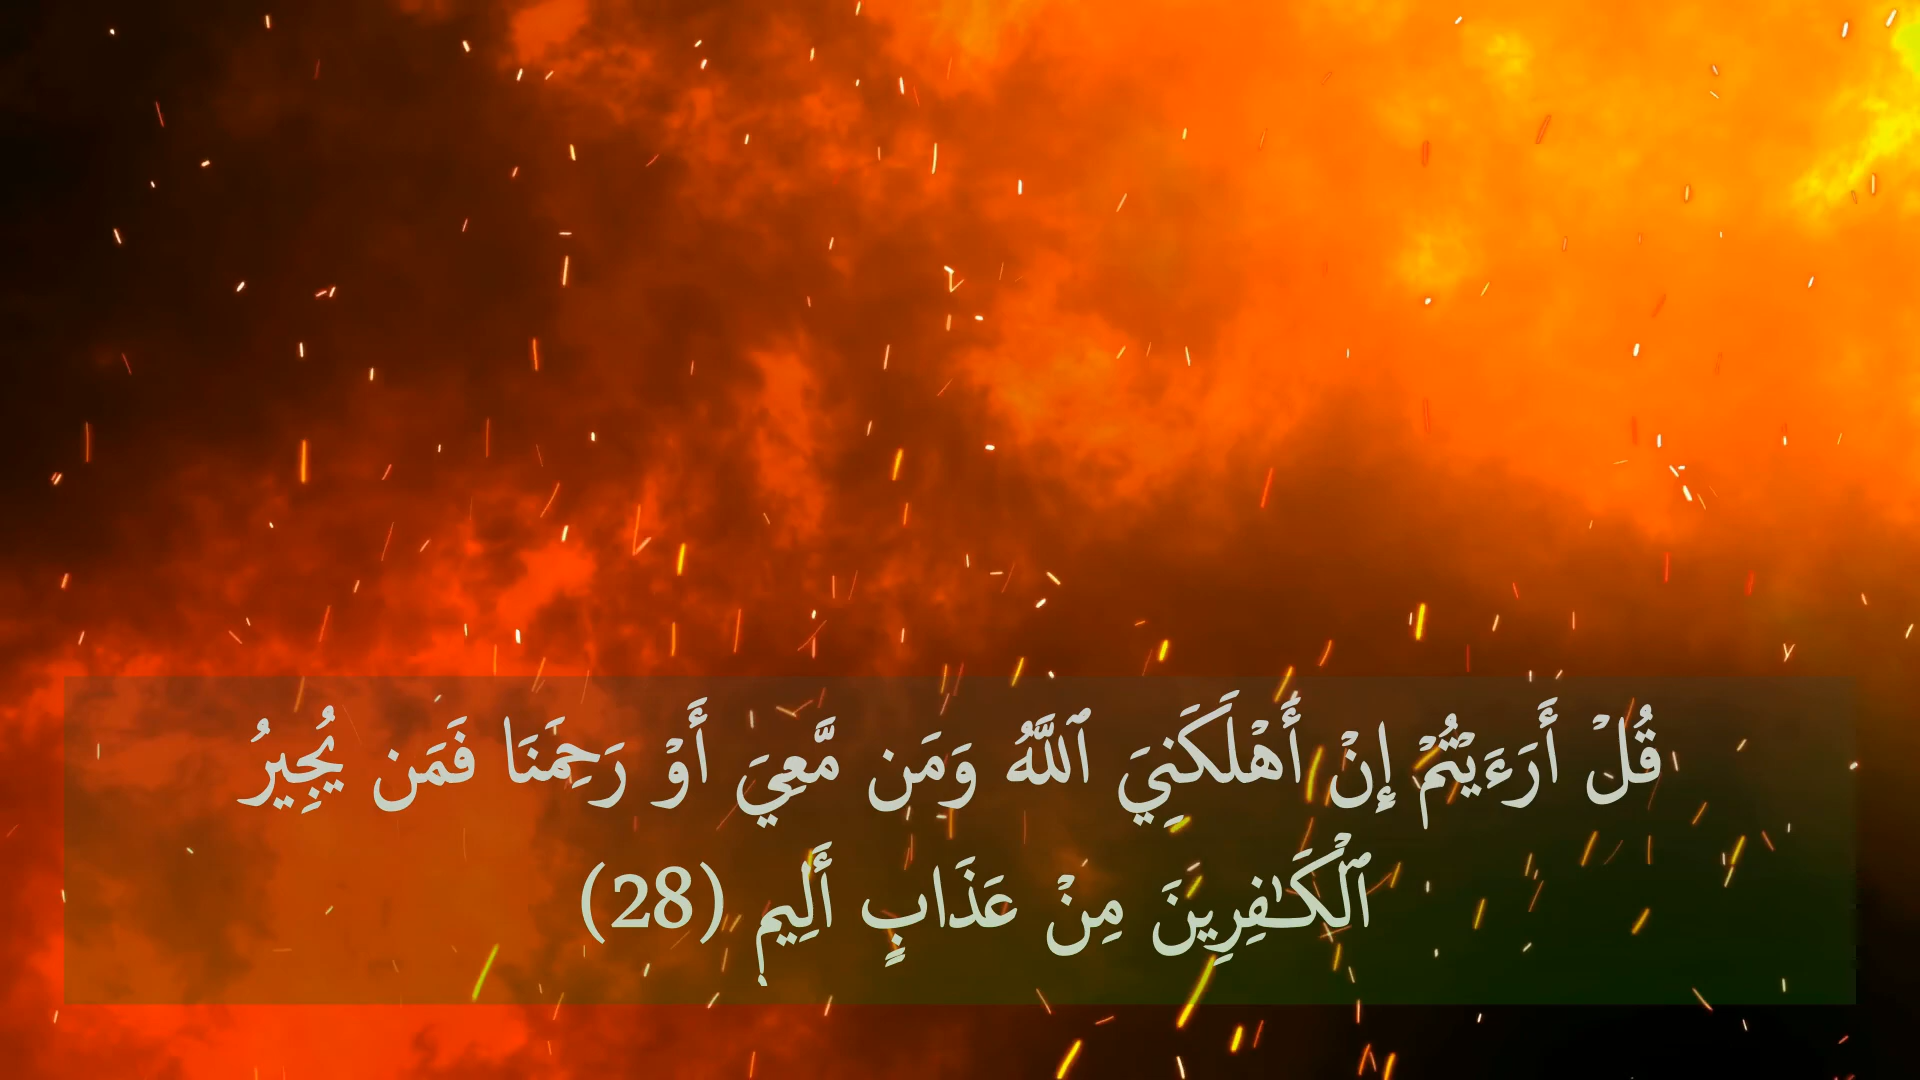 قُلْ أَرَءَيْتُمْ إِنْ أَهْلَكَنِيَ ٱللَّهُ وَمَن مَّعِيَ أَوْ رَحِمَنَا فَمَن يُجِيرُ
ٱلْكَـٰفِرِينَ مِنْ عَذَابٍ أَلِيمٍ (28)